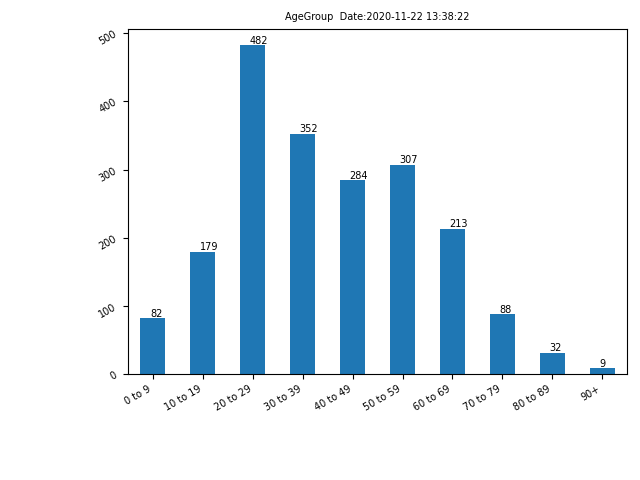 AgeGroup  Date:2020-11-22 13:38:22
500
400
300
200
100
0
82
179
482
352
284
307
213
88
32
9
0 to 9
10 to 19
20 to 29
30 to 39
40 to 49
50 to 59
60 to 69
70 to 79
80 to 89
90+